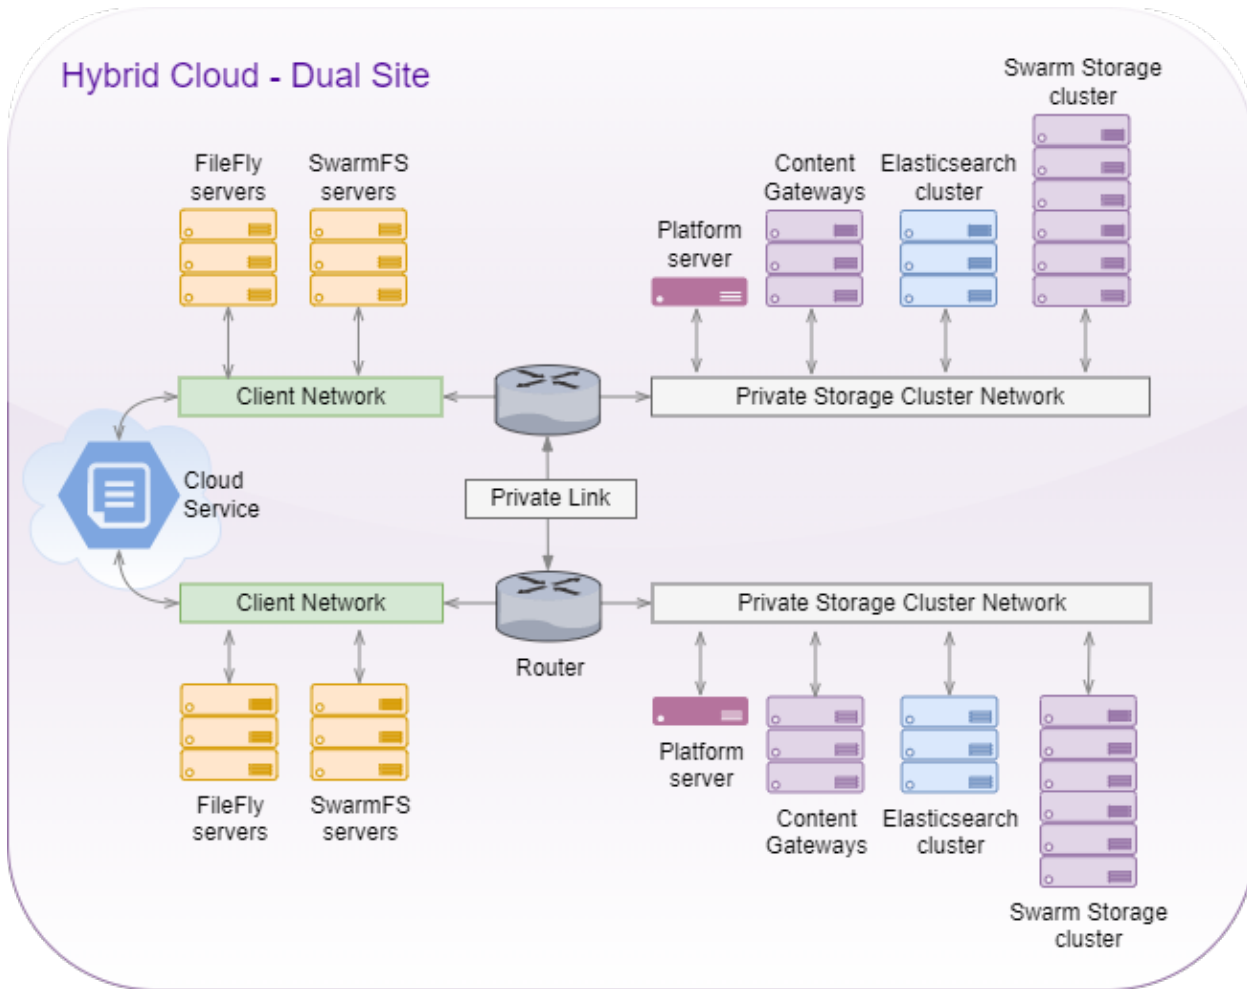 Hybrid Cloud - Dual Site
Swarm Storage
cluster
FileFly
servers
SwarmFS
servers
Content
Gateways
Elasticsearch
cluster
Platform
server
Client Network
Private Storage Cluster Network
Cloud
Service
Private Link
Client Network
Private Storage Cluster Network
Router
FileFly
servers
SwarmFS
servers
Platform
server
Content
Gateways
Elasticsearch
cluster
Swarm Storage
cluster